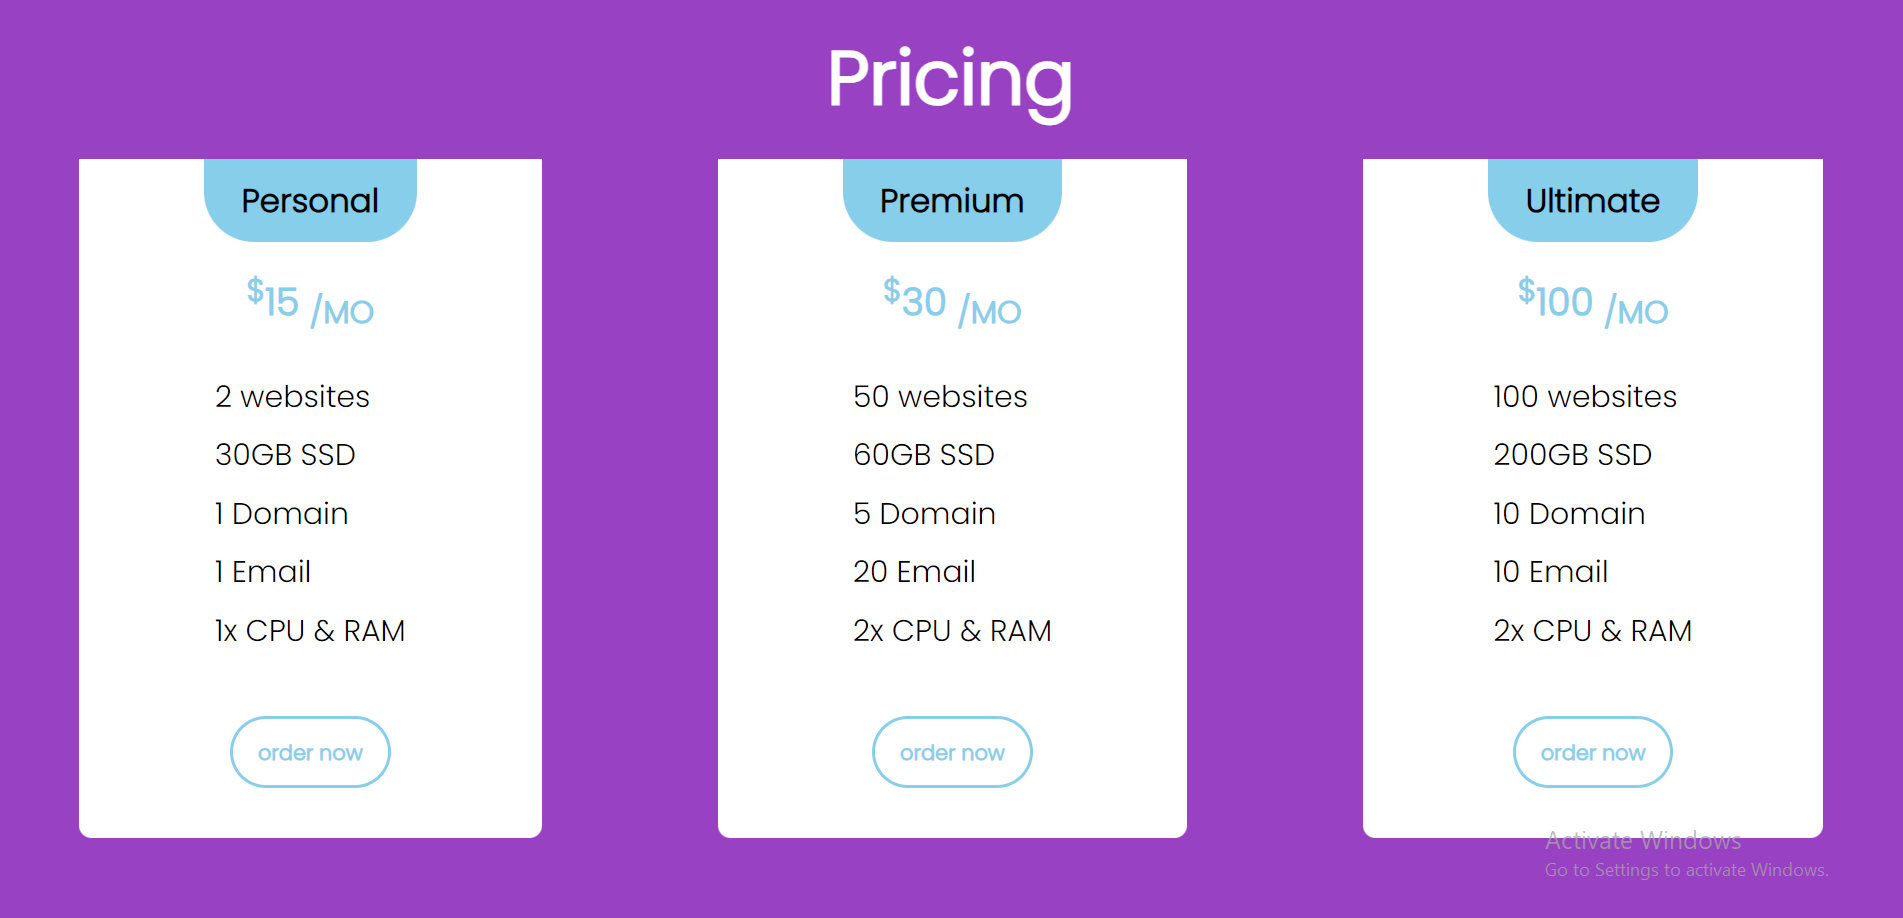 Pricing
Personal
$15 /MO
2 websites
30GB SSD
1 Domain
1 Email
1x CPU & RAM
order now
Premium
$30 /MO
50 websites
60GB SSD
5 Domain
20 Email
2x CPU & RAM
order now
Ultimate
$100 /MO
100 websites
200GB SSD
10 Domain
10 Email
2x CPU & RAM
order now
Activate Windows
Go to Settings to activate Windows.